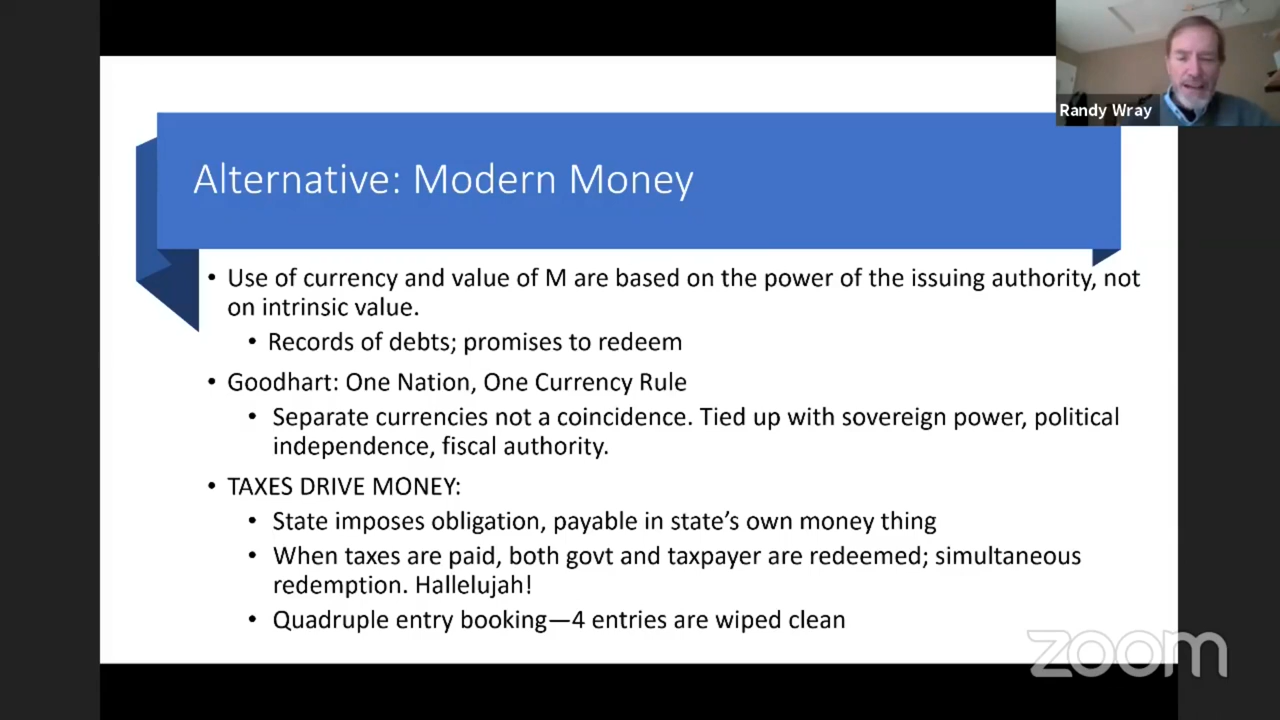 Randy Wray
Alternative: Modern Money
• Use of currency and value of M are based on the power of the issuing authority, not
on intrinsic value.
• Records of debts; promises to redeem
• Goodhart: One Nation, One Currency Rule
• Separate currencies not a coincidence. Tied up with sovereign power, political
independence, fiscal authority.
• TAXES DRIVE MONEY:
• State imposes obligation, payable in state’s own money thing
• When taxes are paid, both govt and taxpayer are redeemed; simultaneous
redemption. Hallelujah!
• Quadruple entry booking—4 entries are wiped clean
zoom